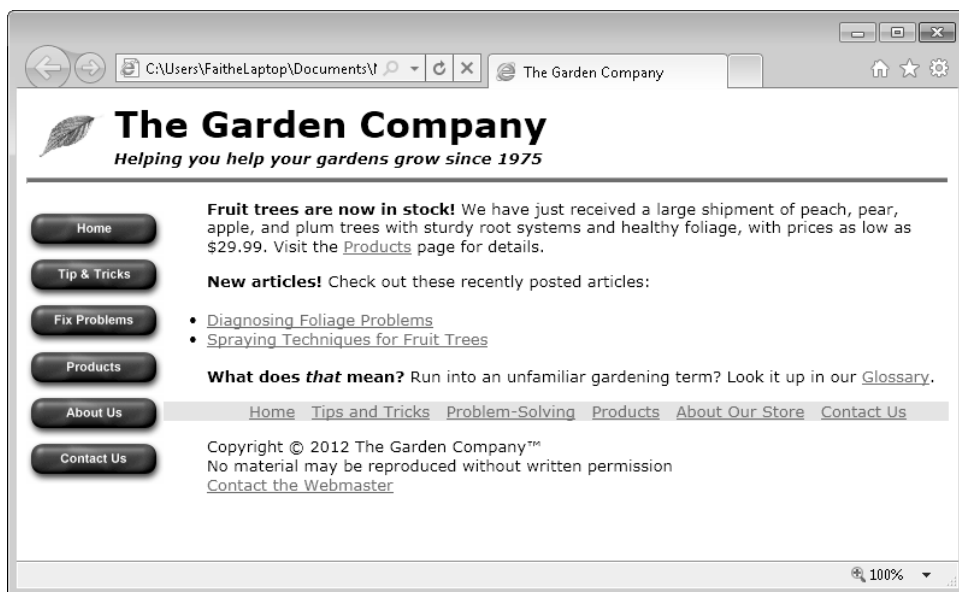 C:\Users\FaitheLaptop\Documents\
The Garden Company
The Garden Company
Helping you help your gardens grow since 1975
Home
Tip & Tricks
Fix Problems
Products
About Us
Contact Us
Fruit trees are now in stock! We have just received a large shipment of peach, pear,
apple, and plum trees with sturdy root systems and healthy foliage, with prices as low as
$29.99. Visit the Products page for details.
New articles! Check out these recently posted articles:
• Diagnosing Foliage Problems
• Spraying Techniques for Fruit Trees
What does that mean? Run into an unfamiliar gardening term? Look it up in our Glossary.
Home Tips and Tricks Problem-Solving Products About Our Store Contact Us
Copyright © 2012 The Garden Company™
No material may be reproduced without written permission
Contact the Webmaster
100%